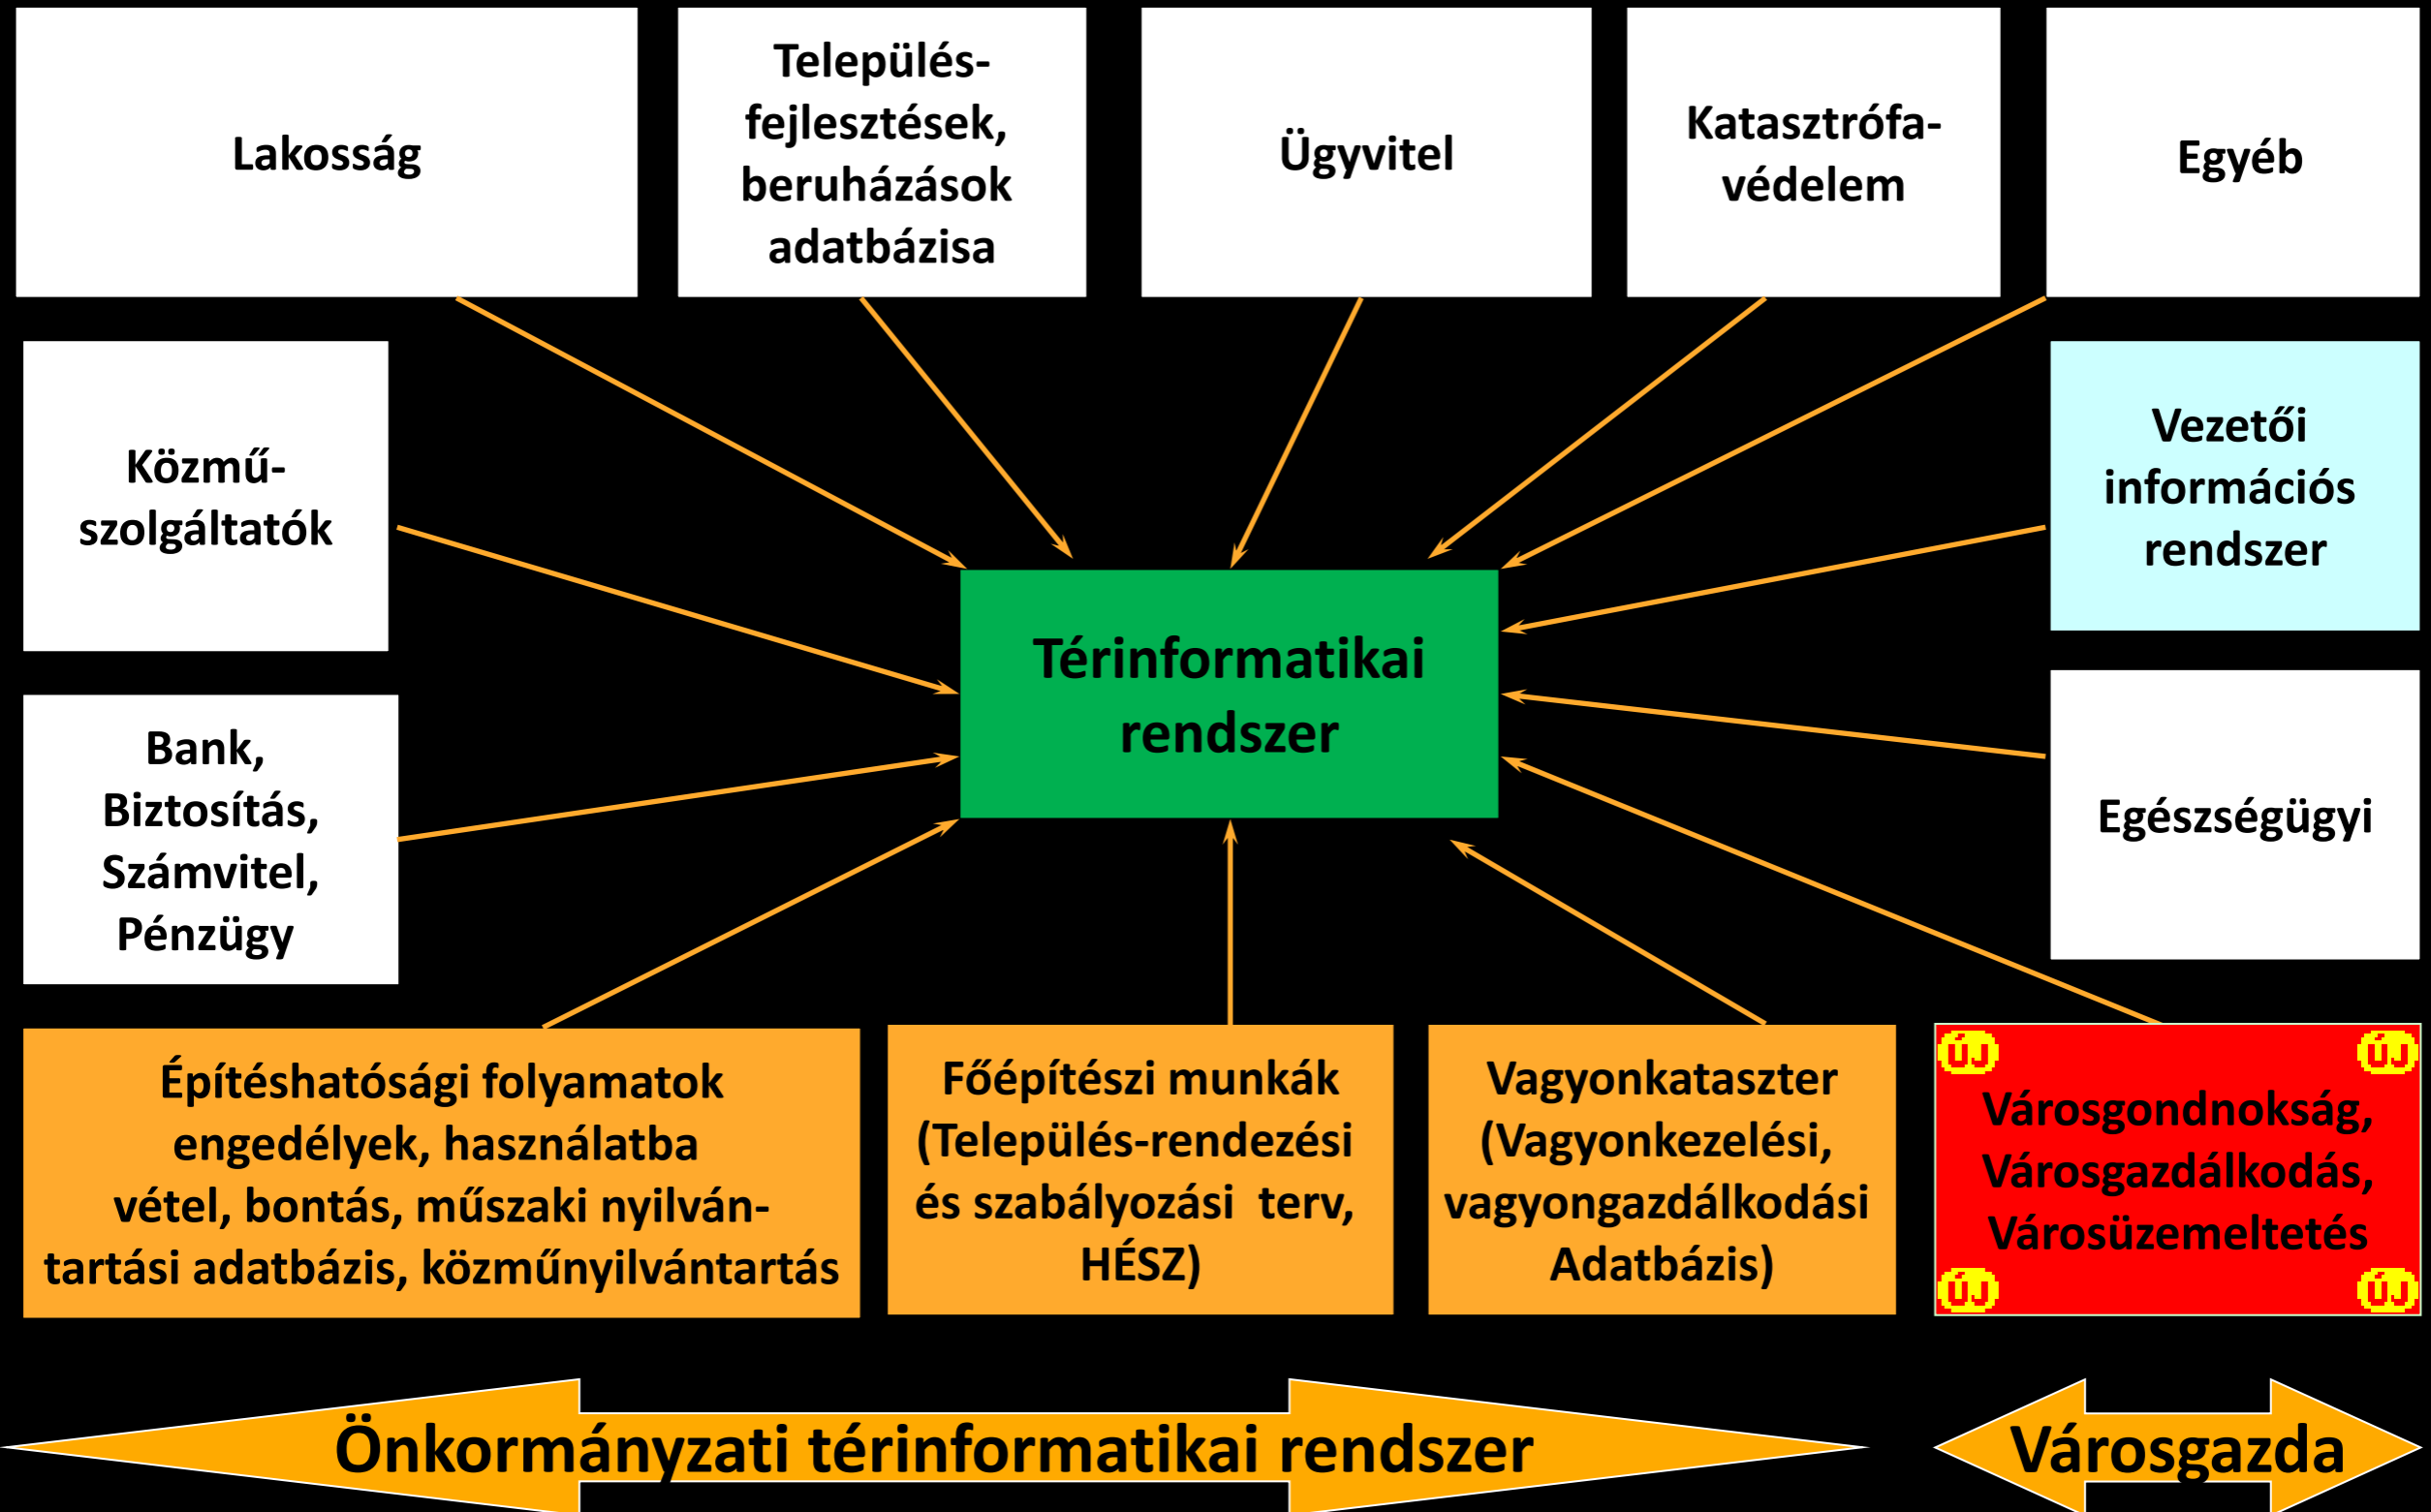 Lakosság
Település-
fejlesztések,
beruházások
adatbázisa
Ügyvitel
Katasztrófa-
védelem
Egyéb
Közmű-
szolgáltatók
Vezetői
információs
rendszer
Térinformatikai
rendszer
Bank,
Biztosítás,
Számvitel,
Pénzügy
Egészségügyi
Építéshatósági folyamatok
engedélyek, használatba
vétel, bontás, műszaki nyilván-
tartási adatbázis, közműnyilvántartás
Főépítészi munkák
(Település-rendezési
és szabályozási  terv,
HÉSZ)
Vagyonkataszter
(Vagyonkezelési,
vagyongazdálkodási
Adatbázis)
ÚJ
ÚJ
Városgondnokság,
Városgazdálkodás,
Városüzemeltetés
ÚJ
ÚJ
Önkormányzati térinformatikai rendszer
Városgazda